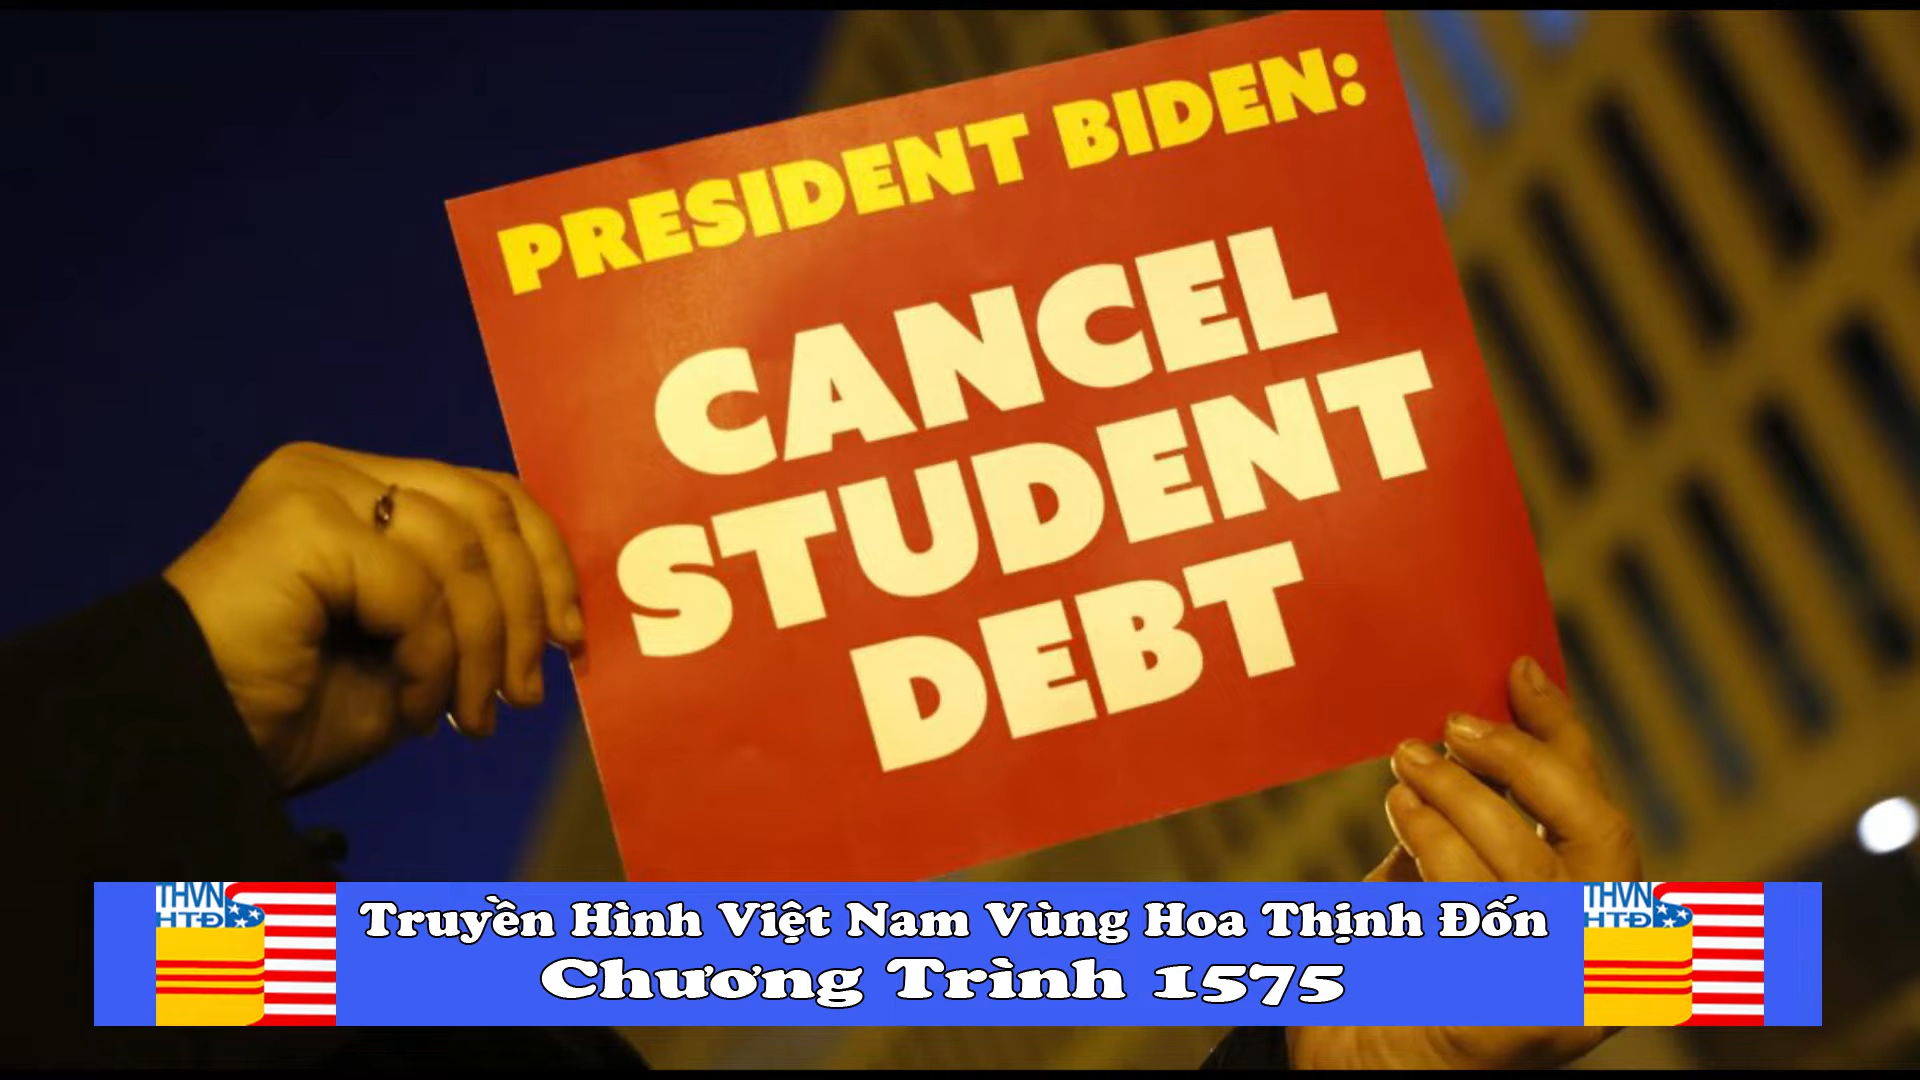 PRESIDENT BIDEN:
CANCEL
STUDENT
DEBT
THVN
HTĐ
Truyền Hình Việt Nam Vùng Hoa Thịnh Đốn
Chương Trình 1575
THVN
HTĐ